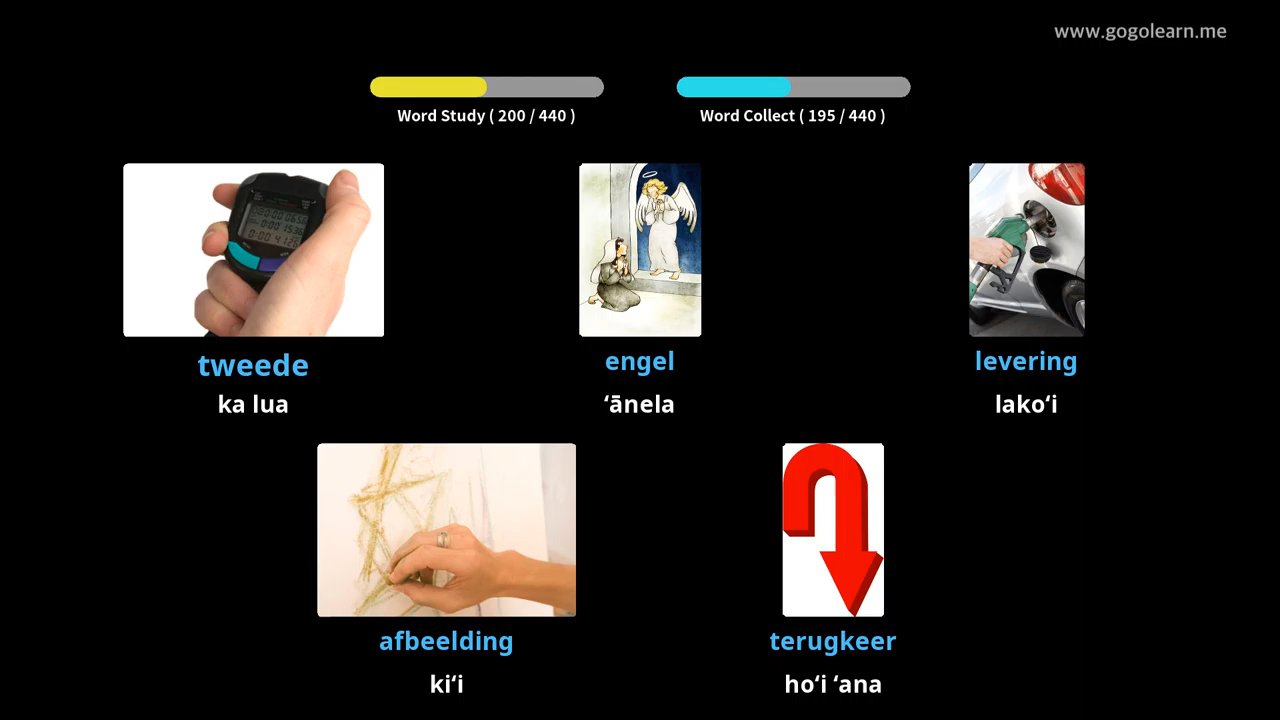 www.gogolearn.me
Word Study ( 200 / 440 )
Word Collect ( 195 / 440 )
tweede
ka lua
engel
ʻānela
levering
lakoʻi
afbeelding
kiʻi
terugkeer
hoʻi ʻana